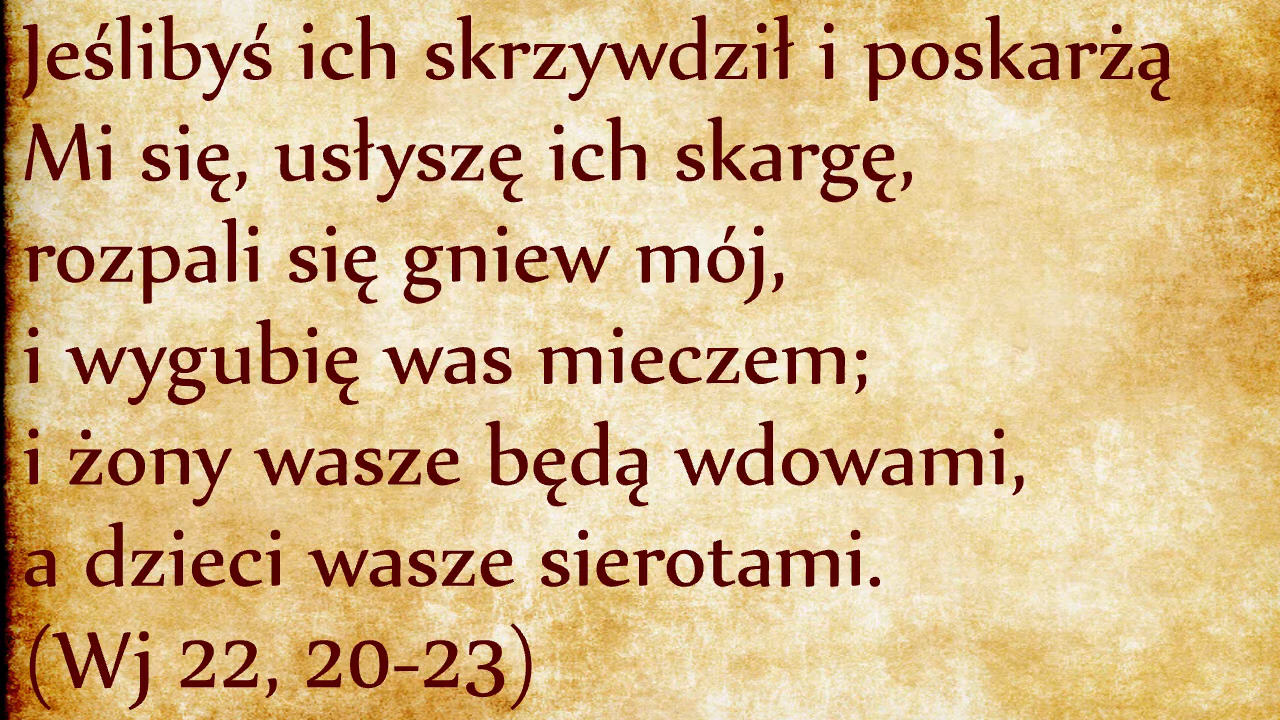 Jeślibyś ich skrzywdził i poskarżą
Mi się, usłyszę ich skargę,
rozpali się gniew mój,
i wygubię was mieczem;
i żony wasze będą wdowami,
a dzieci wasze sierotami.
(Wj 22, 20-23)